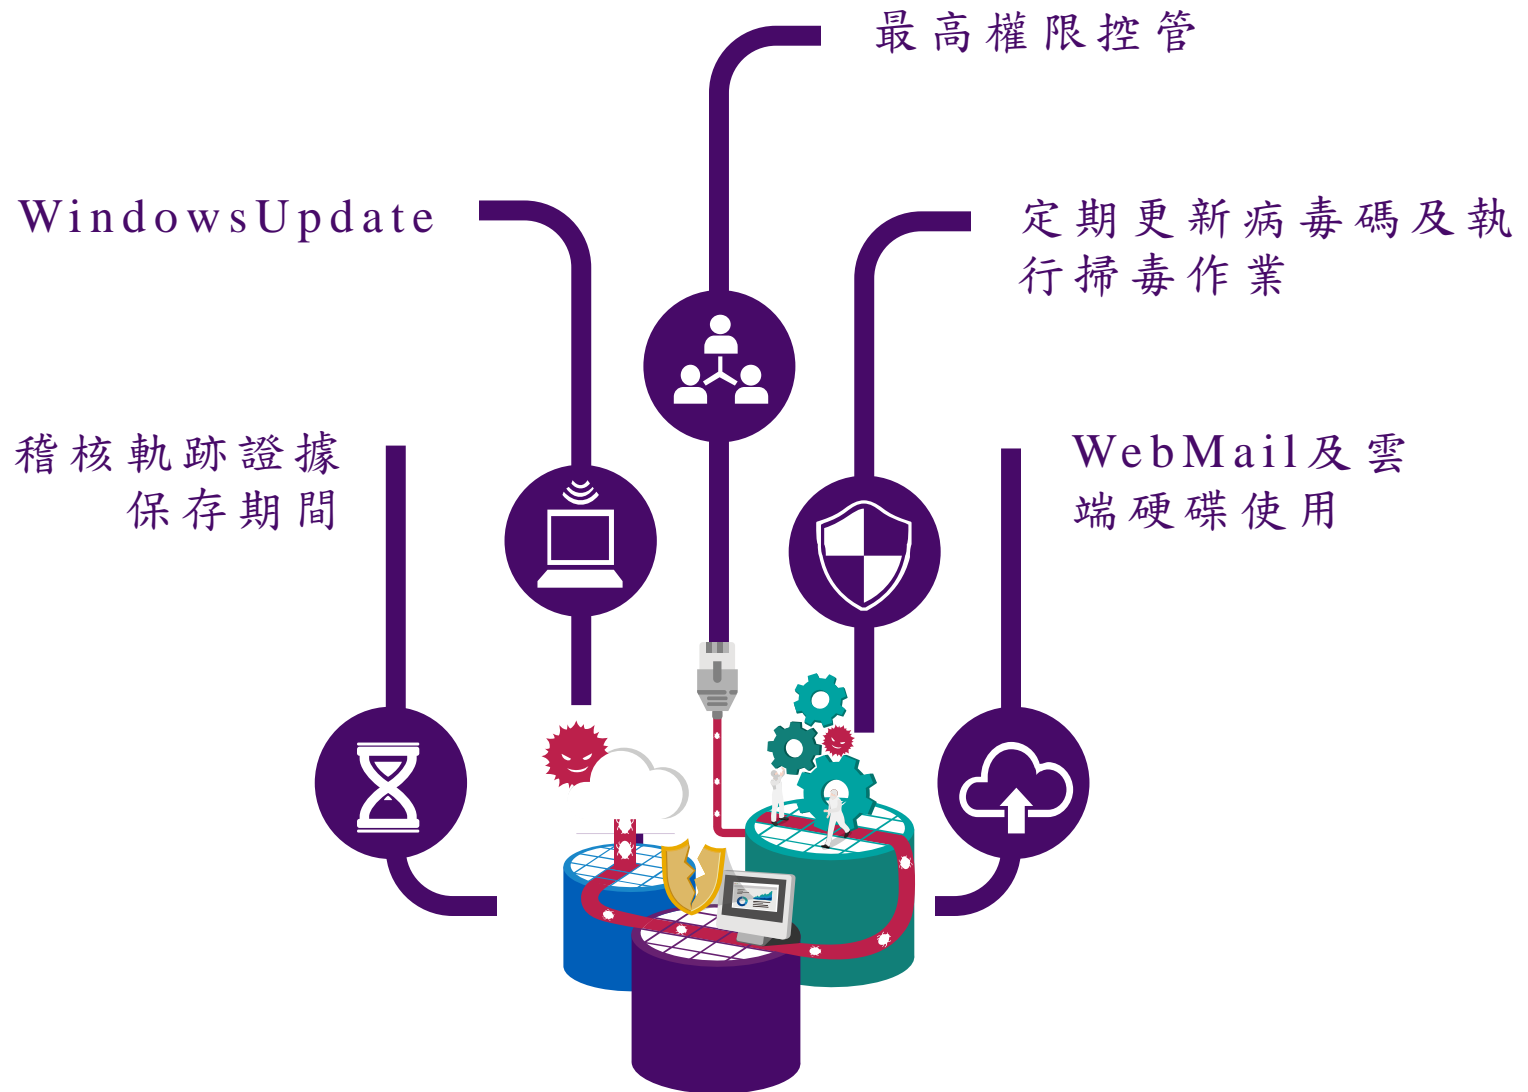 最高權限控管
WindowsUpdate
定期更新病毒碼及執
行掃毒作業
稽核軌跡證據
保存期間
WebMail及雲
端硬碟使用